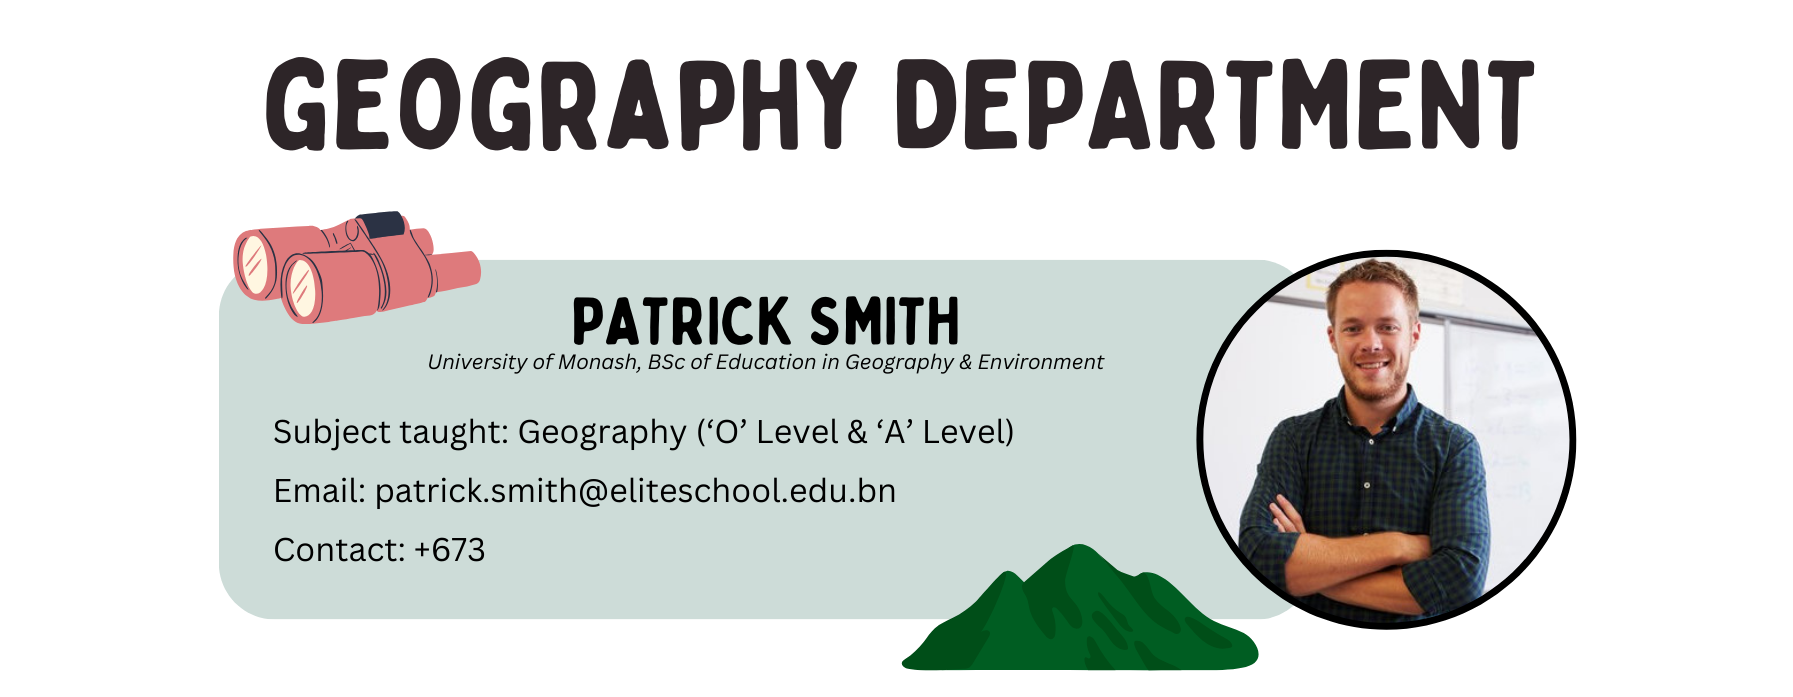 GEOGRAPHY DEPARTMENT
PATRICK SMITH
University of Monash, BSc of Education in Geography & Environment
Subject taught: Geography (‘O’ Level & ‘A’ Level)
Email: patrick.smith@eliteschool.edu.bn
Contact: +673